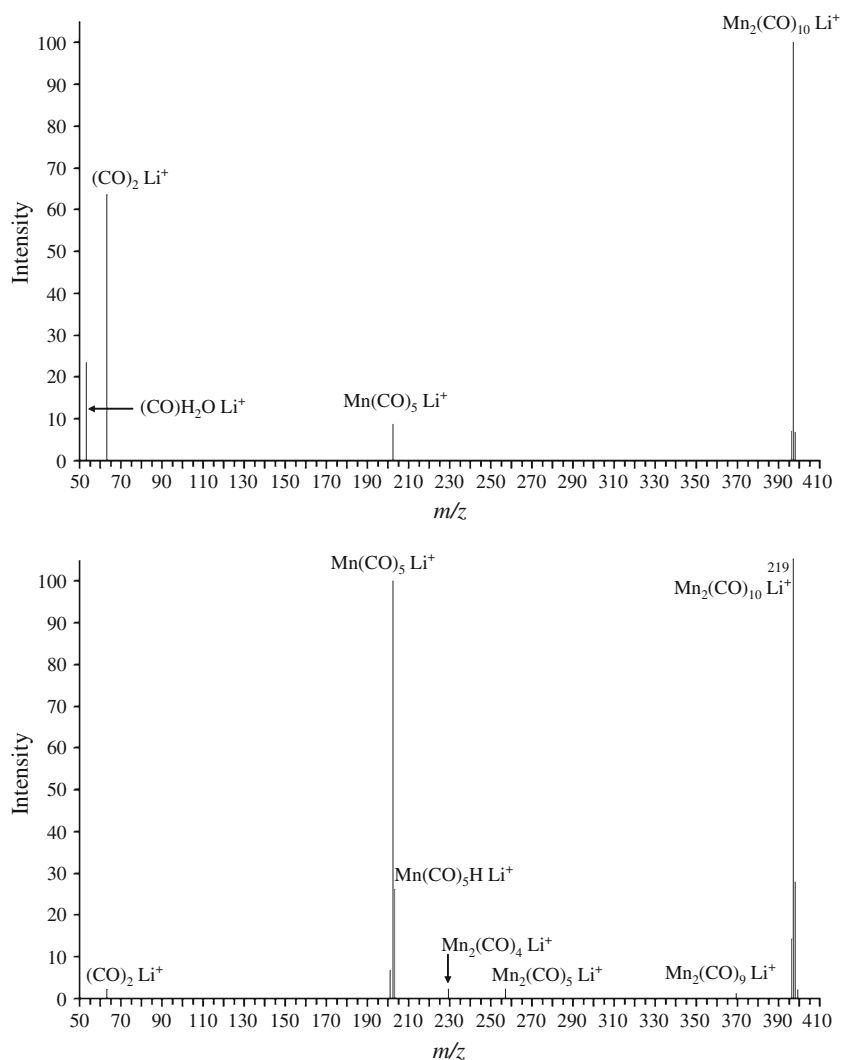 Mn₂(CO)₁₀ Li⁺
100
90
80
70
60
50
40
30
20
10
0
Intensity
(CO)₂ Li⁺
(CO)H₂O Li⁺
Mn(CO)₅ Li⁺
50 70 90 110 130 150 170 190 210 230 250 270 290 310 330 350 370 390 410
m/z
Mn(CO)₅ Li⁺
219
Mn₂(CO)₁₀ Li⁺
100
90
80
70
60
50
40
30
20
10
0
Intensity
Mn(CO)₅H Li⁺
(CO)₂ Li⁺
Mn₂(CO)₄ Li⁺
Mn₂(CO)₅ Li⁺
Mn₂(CO)₉ Li⁺
50 70 90 110 130 150 170 190 210 230 250 270 290 310 330 350 370 390 410
m/z